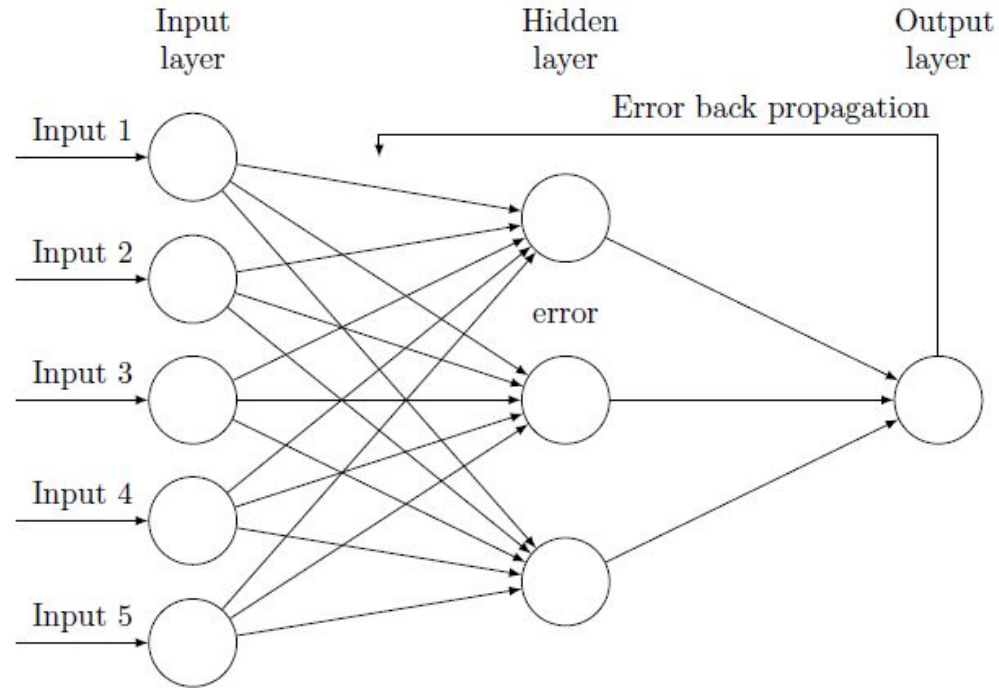 Input
layer
Hidden
layer
Output
layer
Error back propagation
Input 1
Input 2
error
Input 3
Input 4
Input 5